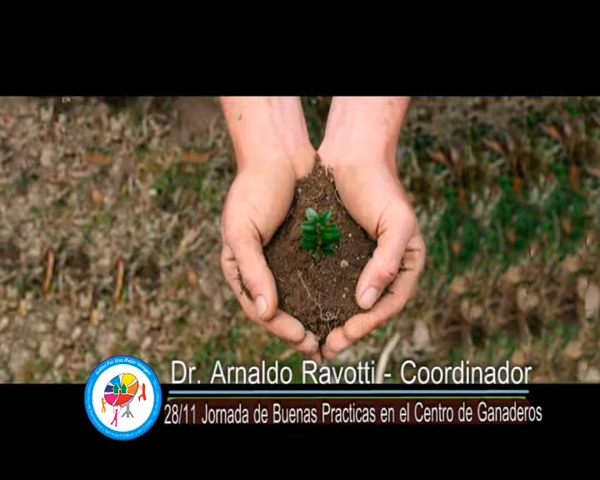 Dr. Arnaldo Ravotti - Coordinador
28/11 Jornada de Buenas Practicas en el Centro de Ganaderos